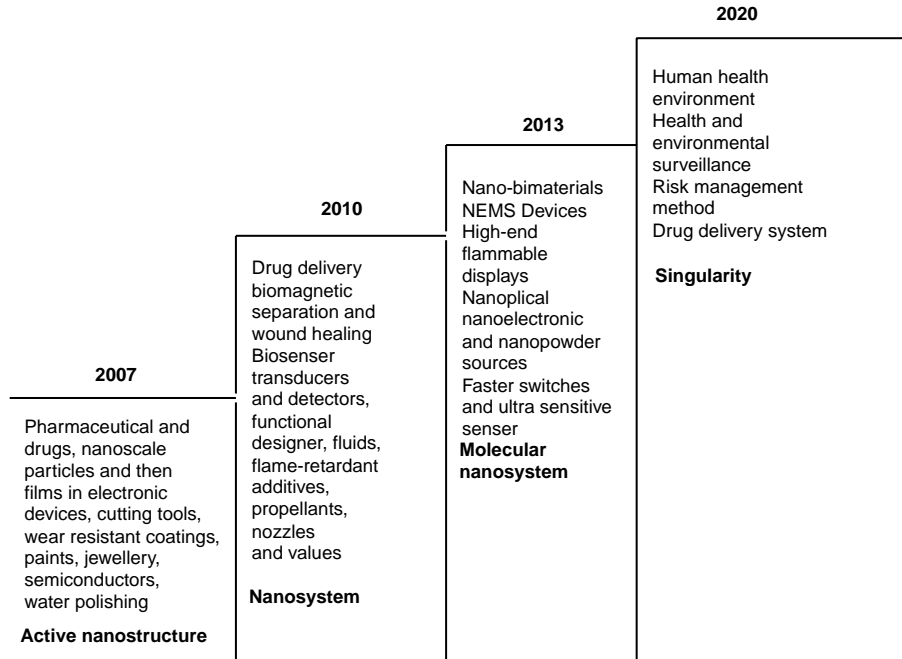 2007
Pharmaceutical and
drugs, nanoscale
particles and then
films in electronic
devices, cutting tools,
wear resistant coatings,
paints, jewellery,
semiconductors,
water polishing
Active nanostructure
2010
Drug delivery
biomagnetic
separation and
wound healing
Biosenser
transducers
and detectors,
functional
designer, fluids,
flame-retardant
additives,
propellants,
nozzles
and values
Nanosystem
2013
Nano-bimaterials
NEMS Devices
High-end
flammable
displays
Nanoplical
nanoelectronic
and nanopowder
sources
Faster switches
and ultra sensitive
senser
Molecular
nanosystem
2020
Human health
environment
Health and
environmental
surveillance
Risk management
method
Drug delivery system
Singularity